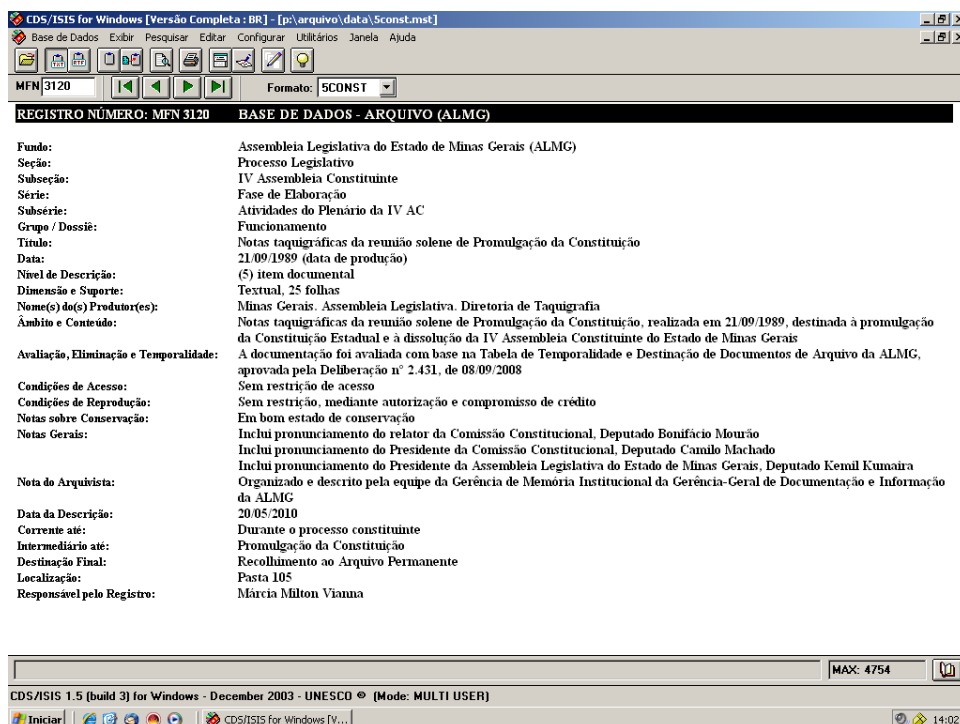 CDS/ISIS for Windows [Versão Completa : BR] - [p:\arquivo\data\5const.mst]
Base de Dados Exibir Pesquisar Editar Configurar Utilitários Janela Ajuda
MFN 3120 Formato: 5CONST
REGISTRO NÚMERO: MFN 3120 BASE DE DADOS - ARQUIVO (ALMG)
Fundo: Assembleia Legislativa do Estado de Minas Gerais (ALMG)
Seção: Processo Legislativo
Subseção: IV Assembleia Constituinte
Série: Fase de Elaboração
Subsérie: Atividades do Plenário da IV AC
Grupo / Dossiê: Funcionamento
Título: Notas taquigráficas da reunião solene de Promulgação da Constituição
Data: 21/09/1989 (data de produção)
Nível de Descrição: (5) item documental
Dimensão e Suporte: Textual, 25 folhas
Nome(s) do(s) Produtor(es): Minas Gerais. Assembleia Legislativa. Diretoria de Taquigrafia
Âmbito e Conteúdo: Notas taquigráficas da reunião solene de Promulgação da Constituição, realizada em 21/09/1989, destinada à promulgação
da Constituição Estadual e à dissolução da IV Assembleia Constituinte do Estado de Minas Gerais
Avaliação, Eliminação e Temporalidade: A documentação foi avaliada com base na Tabela de Temporalidade e Destinação de Documentos de Arquivo da ALMG,
aprovada pela Deliberação n° 2.431, de 08/09/2008
Condições de Acesso: Sem restrição de acesso
Condições de Reprodução: Sem restrição, mediante autorização e compromisso de crédito
Notas sobre Conservação: Em bom estado de conservação
Notas Gerais: Inclui pronunciamento do relator da Comissão Constitucional, Deputado Bonifácio Mourão
Inclui pronunciamento do Presidente da Comissão Constitucional, Deputado Camilo Machado
Inclui pronunciamento do Presidente da Assembleia Legislativa do Estado de Minas Gerais, Deputado Kemil Kumaira
Nota do Arquivista: Organizado e descrito pela equipe da Gerência de Memória Institucional da Gerência-Geral de Documentação e Informação
da ALMG
Data da Descrição: 20/05/2010
Corrente até: Durante o processo constituinte
Intermediário até: Promulgação da Constituição
Destinação Final: Recolhimento ao Arquivo Permanente
Localização: Pasta 105
Responsável pelo Registro: Márcia Milton Vianna
MAX: 4754
CDS/ISIS 1.5 (build 3) for Windows - December 2003 - UNESCO © (Mode: MULTI USER)
Iniciar CDS/ISIS for Windows [V... 14:02